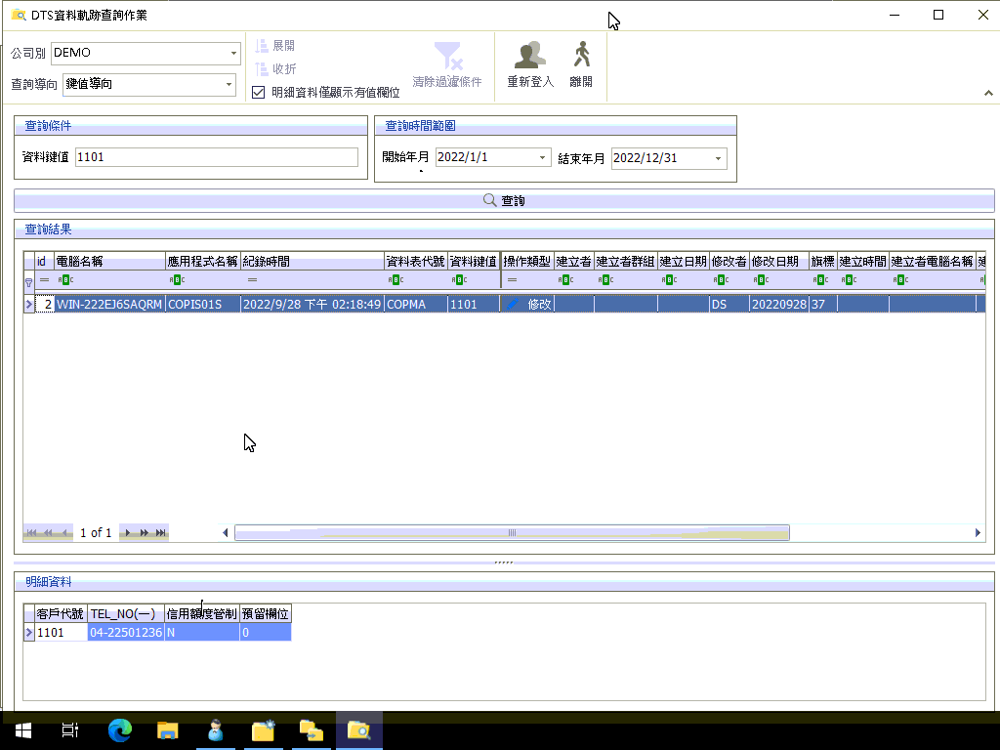 DTS資料軌跡查詢作業
公司別 DEMO
查詢導向 鍵值導向
展開
收折
明細資料僅顯示有值欄位
清除過濾條件
重新登入
離開
查詢條件
資料鍵值 1101
查詢時間範圍
開始年月 2022/1/1 結束年月 2022/12/31
查詢
查詢結果
id 電腦名稱 應用程式名稱 紀錄時間 資料表代號 資料鍵值 操作類型 建立者 建立者群組 建立日期 修改者 修改日期 旗標 建立時間 建立者電腦名稱
2 WIN-222EJ6SAQRM COPIS01S 2022/9/28 下午 02:18:49 COPMA 1101 修改 DS 20220928 37
1 of 1
明細資料
客戶代號 TEL_NO(一) 信用額度管制 預留欄位
1101 04-22501236 N 0